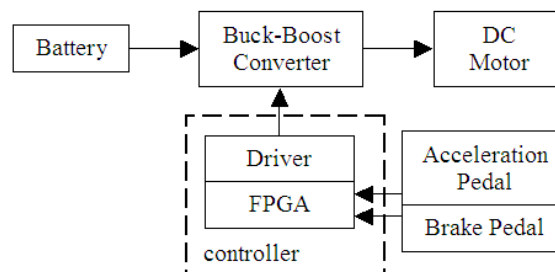 Battery
Buck-Boost
Converter
DC
Motor
Driver
FPGA
controller
Acceleration
Pedal
Brake Pedal